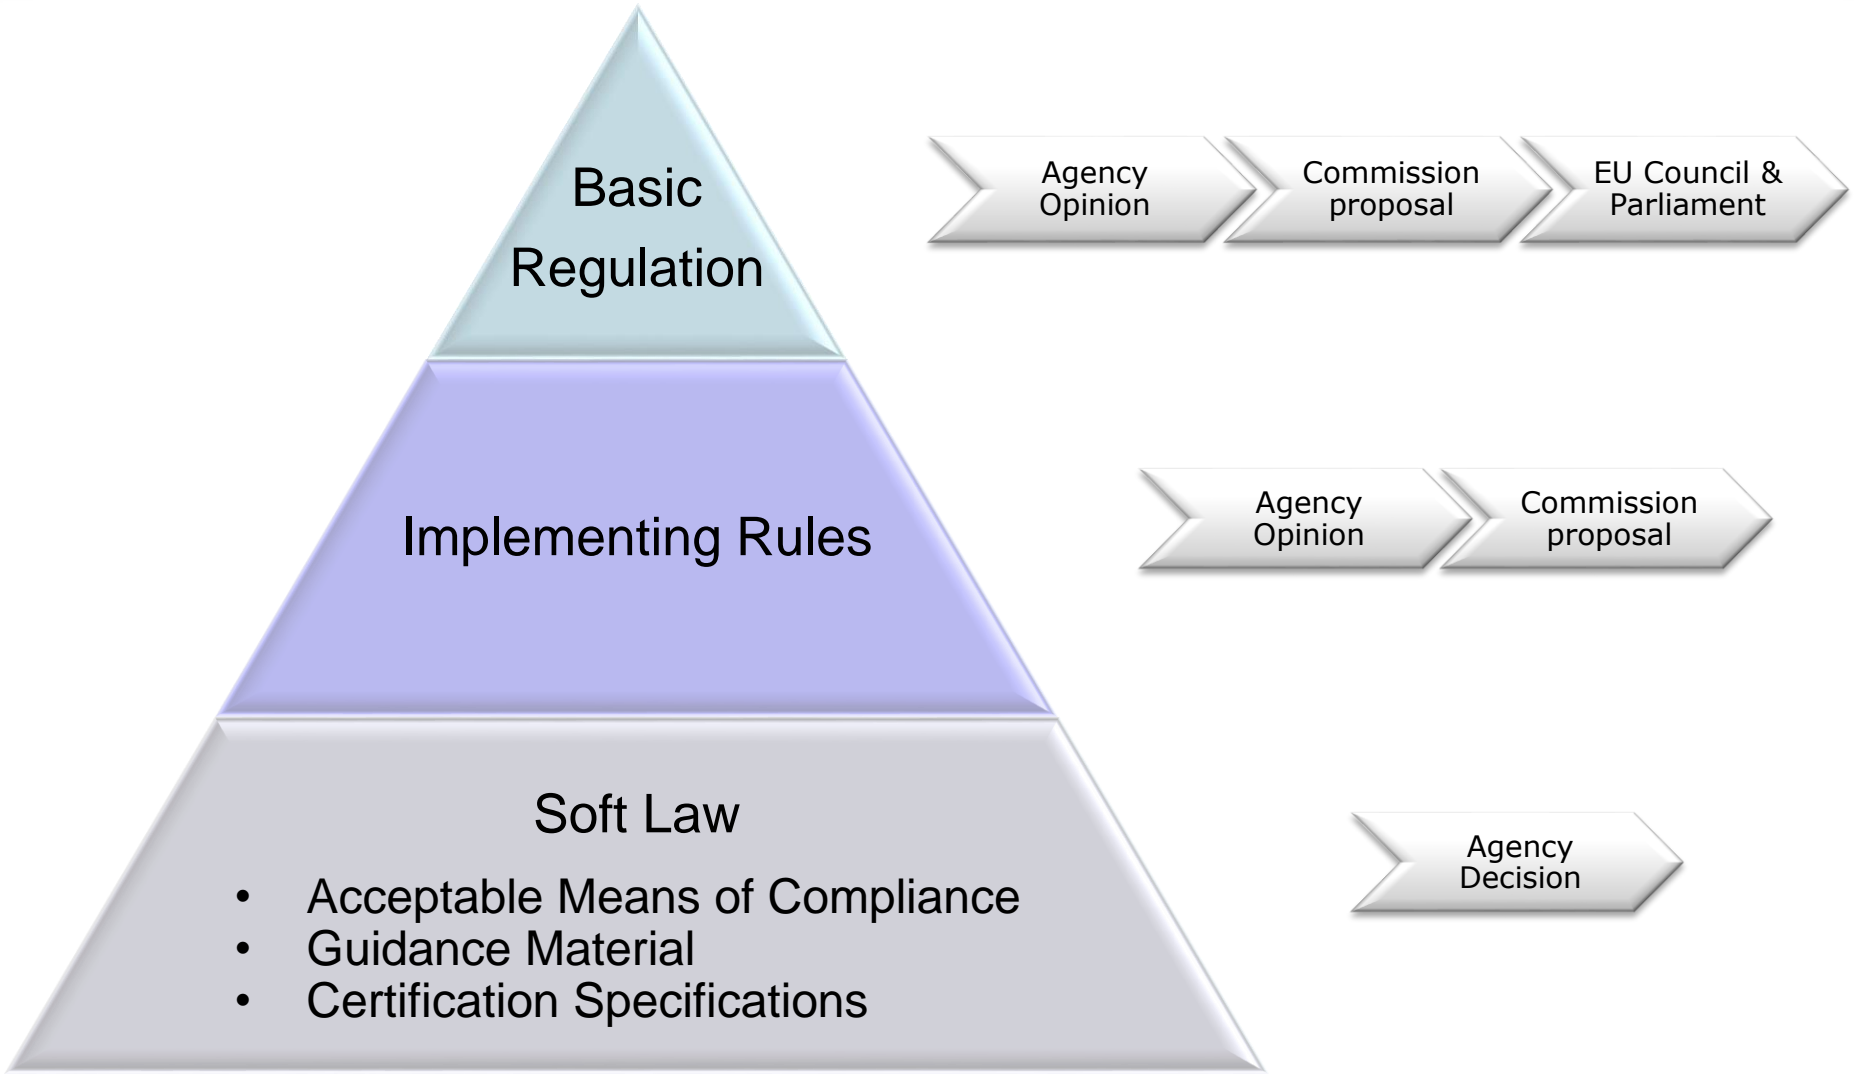 Basic
Regulation
Agency
Opinion
Commission
proposal
EU Council &
Parliament
Implementing Rules
Agency
Opinion
Commission
proposal
Soft Law
• Acceptable Means of Compliance
• Guidance Material
• Certification Specifications
Agency
Decision